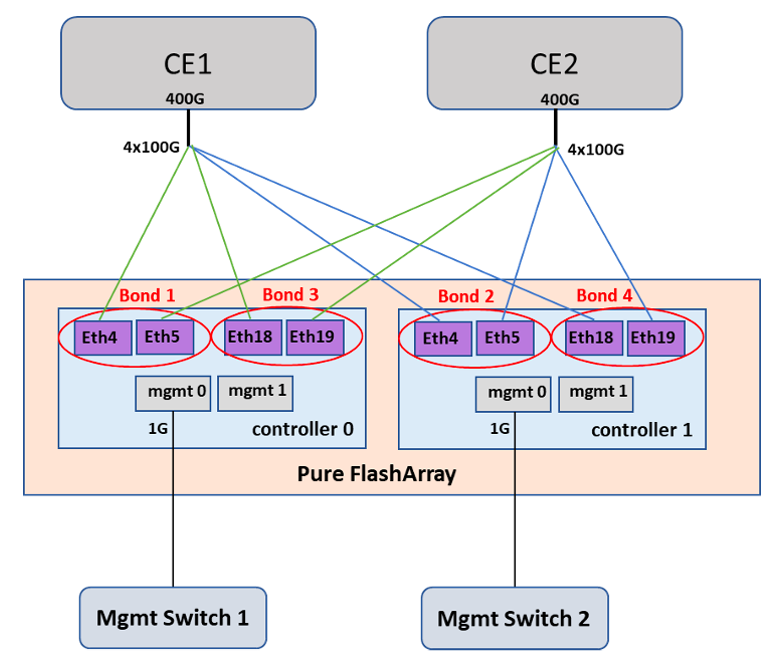 CE1
400G
4x100G
CE2
400G
4x100G
Bond 1
Bond 3
Bond 2
Bond 4
Eth4
Eth5
Eth18
Eth19
Eth4
Eth5
Eth18
Eth19
mgmt 0
mgmt 1
mgmt 0
mgmt 1
1G
controller 0
1G
controller 1
Pure FlashArray
Mgmt Switch 1
Mgmt Switch 2